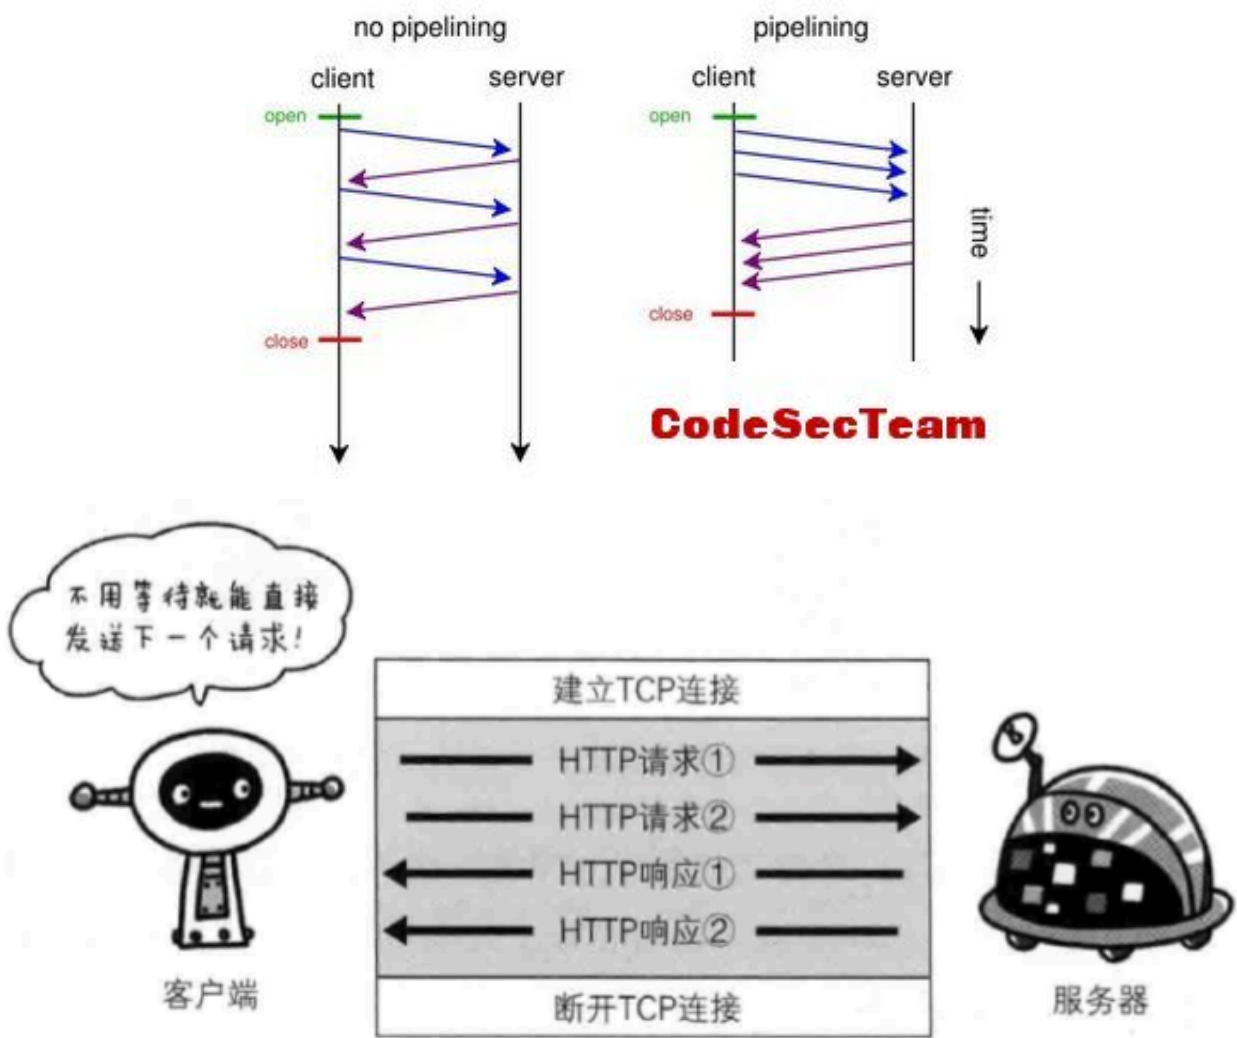 no pipelining
pipelining
client
server
client
server
open
open
time
close
close
CodeSecTeam
不用等待就能直接
发送下一个请求!
建立TCP连接
HTTP请求①
HTTP请求②
HTTP响应①
HTTP响应②
断开TCP连接
客户端
服务器